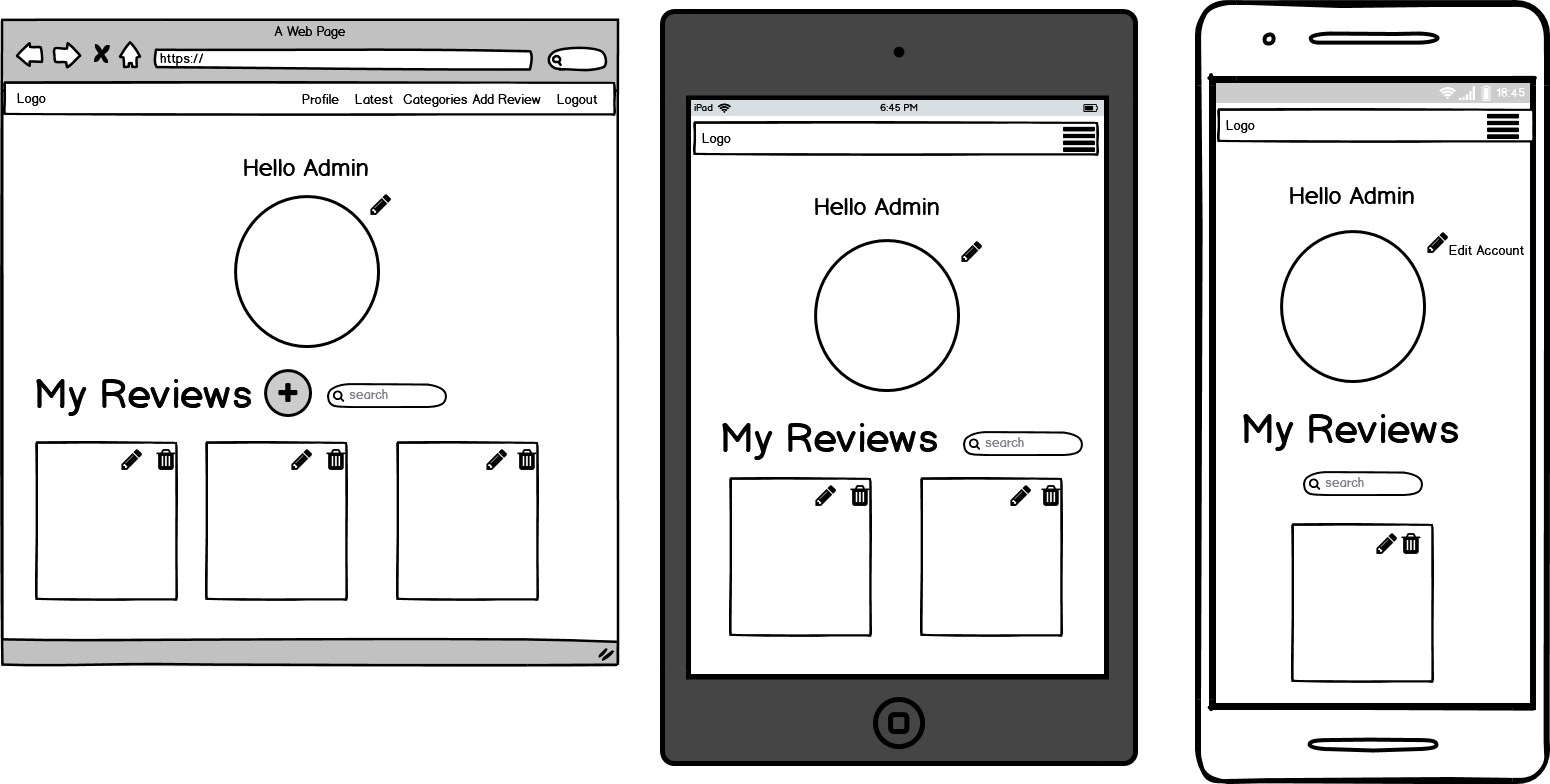 A Web Page
https://
Logo Profile Latest Categories Add Review Logout
Hello Admin
My Reviews search
iPad 6:45 PM
Logo
Hello Admin
My Reviews search
18:45
Logo
Hello Admin
Edit Account
My Reviews
search